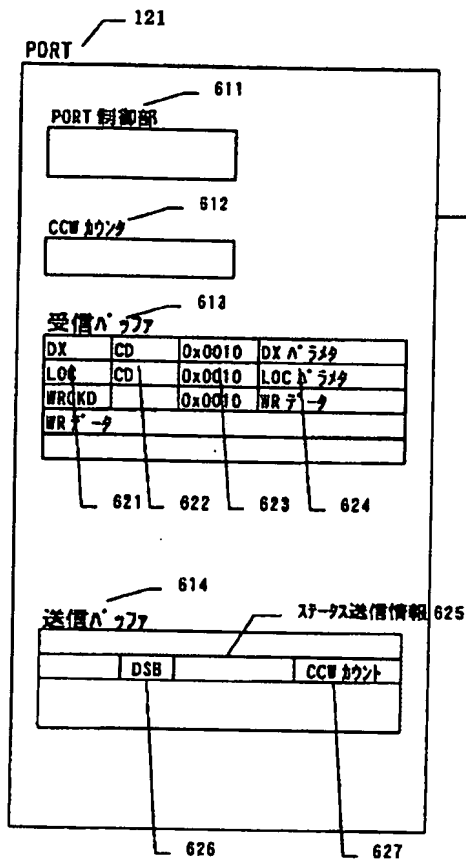 121
PORT
611
PORT 制御部
612
CCW カウンタ
613
受信バッファ
DX CD 0x0010 DX パラメタ
LOC CD 0x0010 LOC パラメタ
WRCKD 0x0010 WR データ
WR データ
621 622 623 624
614
送信バッファ
ステータス送信情報 625
DSB CCW カウント
626 627